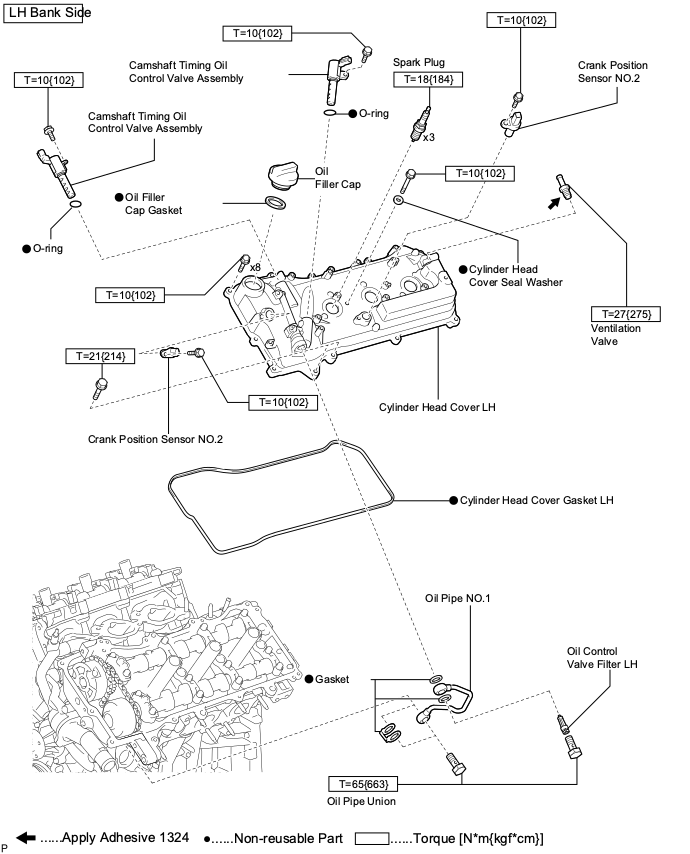 LH Bank Side
T=10{102}
T=10{102}
Camshaft Timing Oil
Control Valve Assembly
Spark Plug
T=18{184}
Crank Position
Sensor NO.2
T=10{102}
Camshaft Timing Oil
Control Valve Assembly
O-ring
x3
Oil
Filler Cap
T=10{102}
Oil Filler
Cap Gasket
O-ring
x8
Cylinder Head
Cover Seal Washer
T=10{102}
T=27{275}
Ventilation
Valve
T=21{214}
T=10{102}
Cylinder Head Cover LH
Crank Position Sensor NO.2
Cylinder Head Cover Gasket LH
Oil Pipe NO.1
Oil Control
Valve Filter LH
Gasket
T=65{663}
Oil Pipe Union
......Apply Adhesive 1324 ●......Non-reusable Part ......Torque [N*m{kgf*cm}]
P